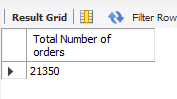 Result Grid Filter Row
Total Number of
orders
21350